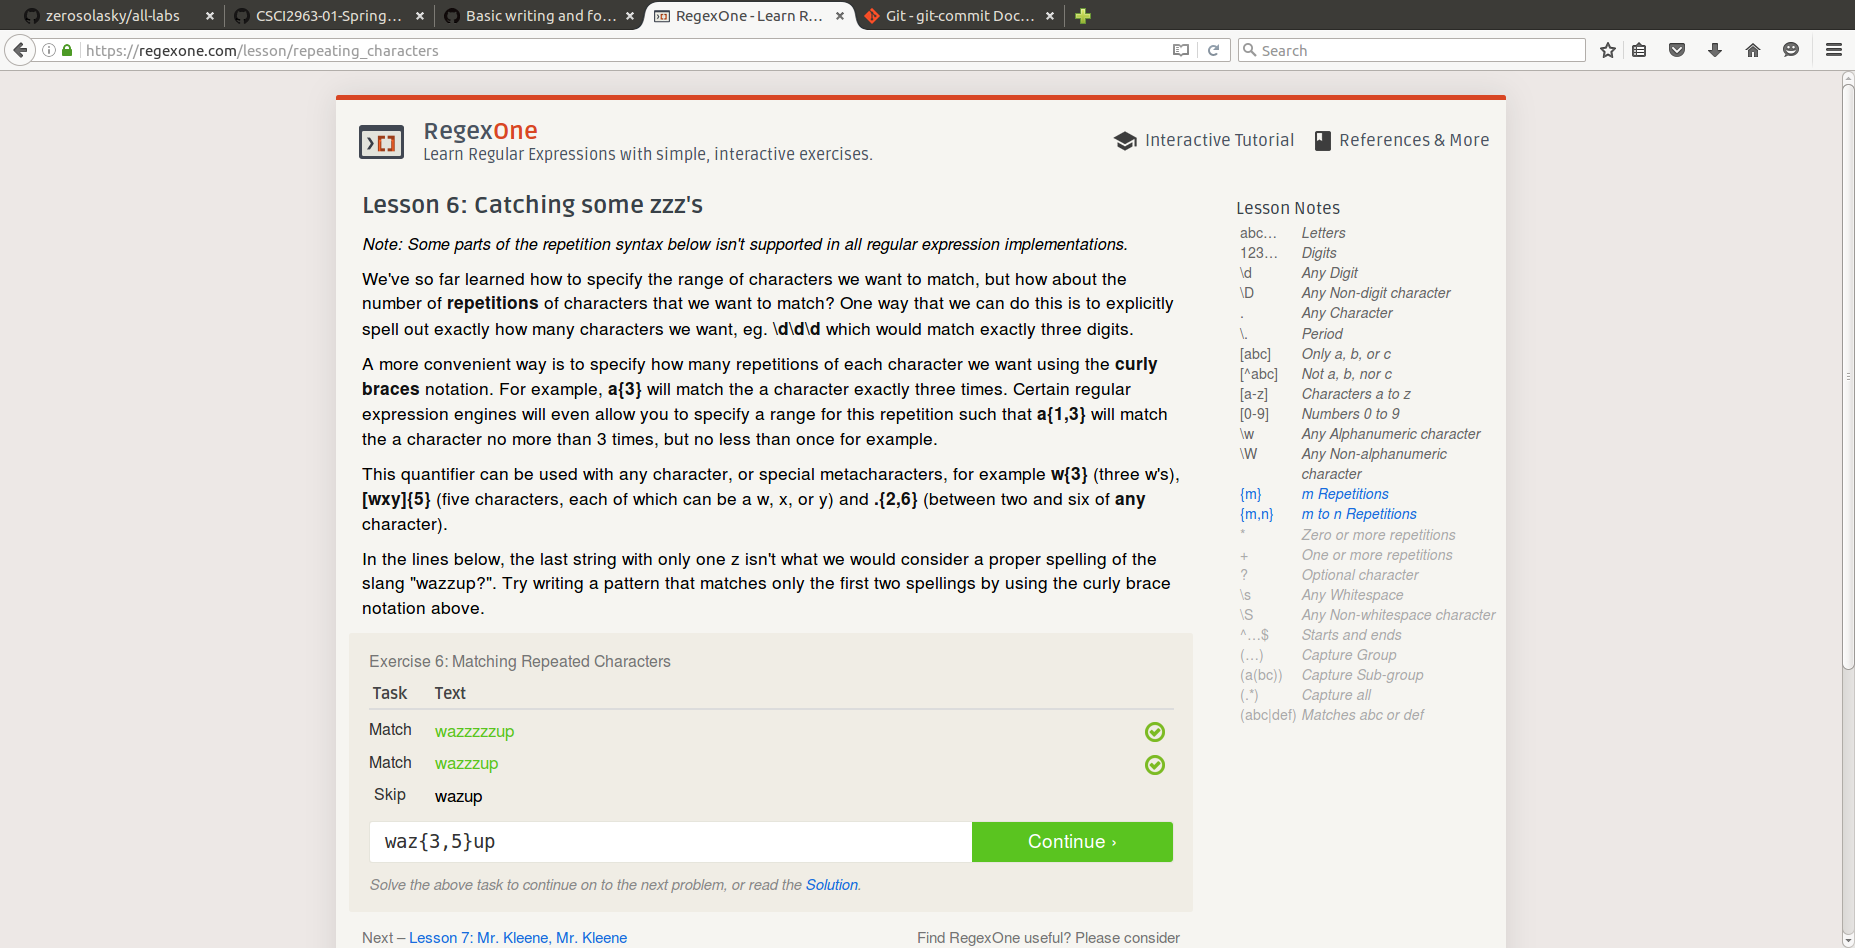 zerosolasky/all-labs
CSCI2963-01-Spring...
Basic writing and fo...
RegexOne - Learn R...
Git - git-commit Doc...
https://regexone.com/lesson/repeating_characters
Search
RegexOne
Learn Regular Expressions with simple, interactive exercises.
Interactive Tutorial
References & More
Lesson 6: Catching some zzz's
Note: Some parts of the repetition syntax below isn't supported in all regular expression implementations.
We've so far learned how to specify the range of characters we want to match, but how about the
number of repetitions of characters that we want to match? One way that we can do this is to explicitly
spell out exactly how many characters we want, eg. \d\d\d which would match exactly three digits.
A more convenient way is to specify how many repetitions of each character we want using the curly
braces notation. For example, a{3} will match the a character exactly three times. Certain regular
expression engines will even allow you to specify a range for this repetition such that a{1,3} will match
the a character no more than 3 times, but no less than once for example.
This quantifier can be used with any character, or special metacharacters, for example w{3} (three w's),
[wxy]{5} (five characters, each of which can be a w, x, or y) and .{2,6} (between two and six of any
character).
In the lines below, the last string with only one z isn't what we would consider a proper spelling of the
slang "wazzup?". Try writing a pattern that matches only the first two spellings by using the curly brace
notation above.
Exercise 6: Matching Repeated Characters
Task Text
Match wazzzzzup
Match wazzzup
Skip wazup
waz{3,5}up
Continue ›
Solve the above task to continue on to the next problem, or read the Solution.
Next – Lesson 7: Mr. Kleene, Mr. Kleene
Find RegexOne useful? Please consider
Lesson Notes
abc... Letters
123... Digits
\d Any Digit
\D Any Non-digit character
. Any Character
\. Period
[abc] Only a, b, or c
[^abc] Not a, b, nor c
[a-z] Characters a to z
[0-9] Numbers 0 to 9
\w Any Alphanumeric character
\W Any Non-alphanumeric
character
{m} m Repetitions
{m,n} m to n Repetitions
* Zero or more repetitions
+ One or more repetitions
? Optional character
\s Any Whitespace
\S Any Non-whitespace character
^...$ Starts and ends
(...) Capture Group
(a(bc)) Capture Sub-group
(.*) Capture all
(abc|def) Matches abc or def